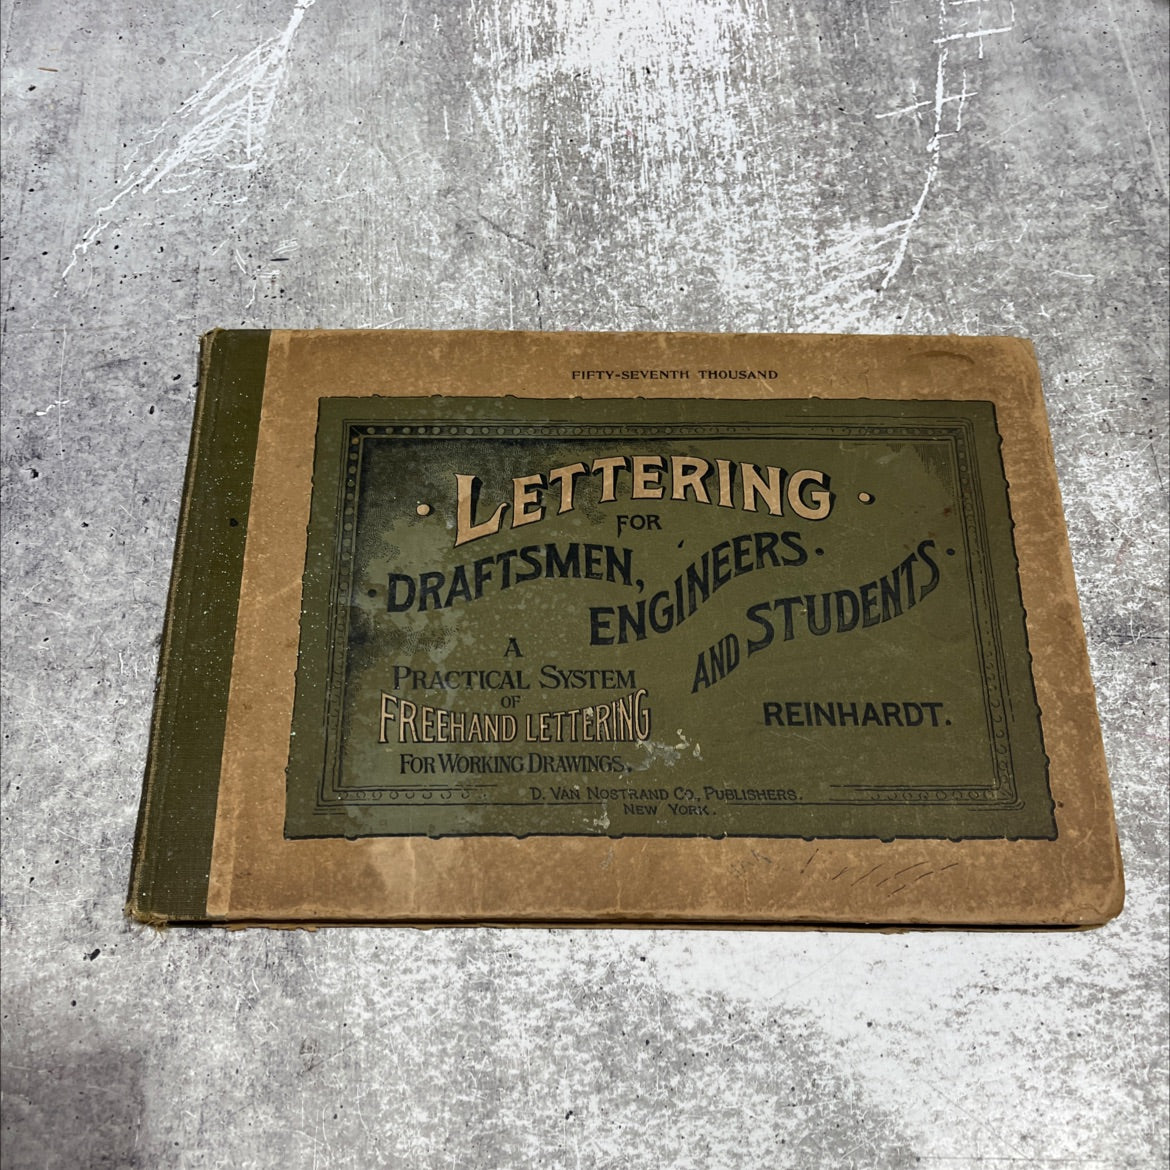 FIFTY-SEVENTH THOUSAND
· LETTERING ·
FOR
· DRAFTSMEN,
ENGINEERS ·
AND STUDENTS ·
A
PRACTICAL SYSTEM
OF
FREEHAND LETTERING
FOR WORKING DRAWINGS.
REINHARDT.
D. VAN NOSTRAND CO., PUBLISHERS.
NEW YORK.